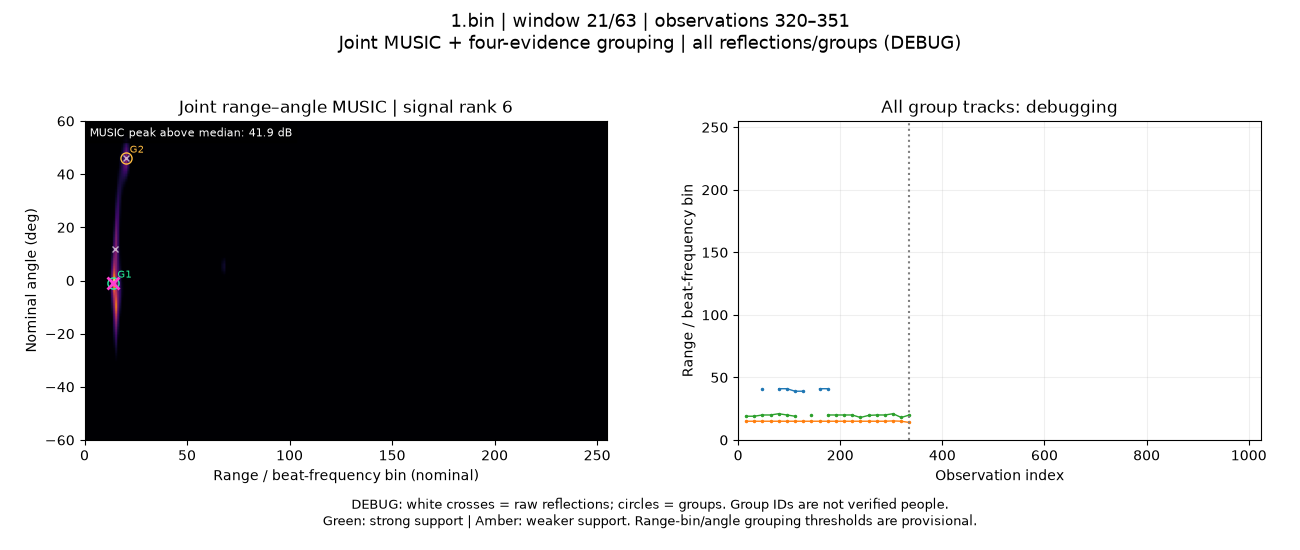 1.bin | window 21/63 | observations 320–351
Joint MUSIC + four-evidence grouping | all reflections/groups (DEBUG)
Joint range–angle MUSIC | signal rank 6
MUSIC peak above median: 41.9 dB
G2
G1
60
40
20
0
−20
−40
−60
Nominal angle (deg)
0
50
100
150
200
250
Range / beat-frequency bin (nominal)
All group tracks: debugging
250
200
150
100
50
0
Range / beat-frequency bin
0
200
400
600
800
1000
Observation index
DEBUG: white crosses = raw reflections; circles = groups. Group IDs are not verified people.
Green: strong support | Amber: weaker support. Range-bin/angle grouping thresholds are provisional.